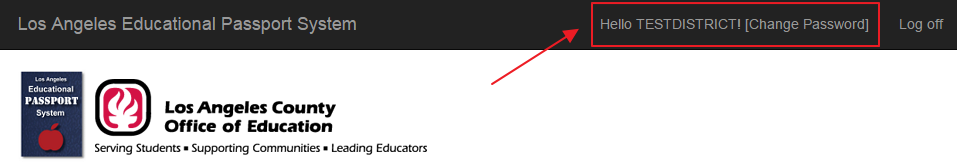 Los Angeles Educational Passport System
Hello TESTDISTRICT! [Change Password]
Log off
Los Angeles
Educational
PASSPORT
System
Los Angeles County
Office of Education
Serving Students ▪ Supporting Communities ▪ Leading Educators